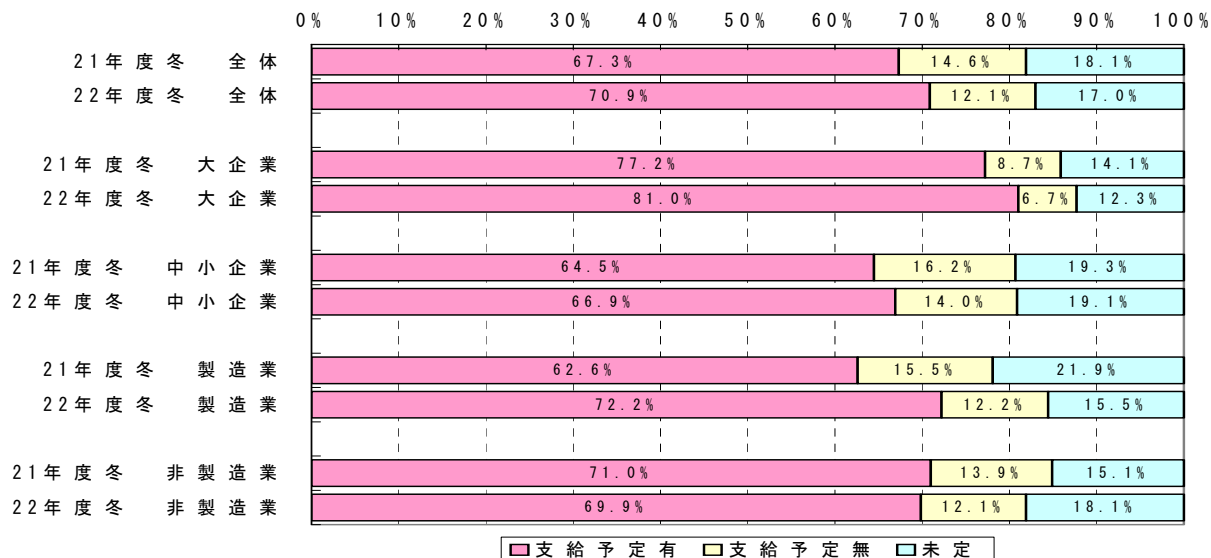 0% 10% 20% 30% 40% 50% 60% 70% 80% 90% 100%
21年度冬 全体 67.3% 14.6% 18.1%
22年度冬 全体 70.9% 12.1% 17.0%
21年度冬 大企業 77.2% 8.7% 14.1%
22年度冬 大企業 81.0% 6.7% 12.3%
21年度冬 中小企業 64.5% 16.2% 19.3%
22年度冬 中小企業 66.9% 14.0% 19.1%
21年度冬 製造業 62.6% 15.5% 21.9%
22年度冬 製造業 72.2% 12.2% 15.5%
21年度冬 非製造業 71.0% 13.9% 15.1%
22年度冬 非製造業 69.9% 12.1% 18.1%
支給予定有 支給予定無 未定